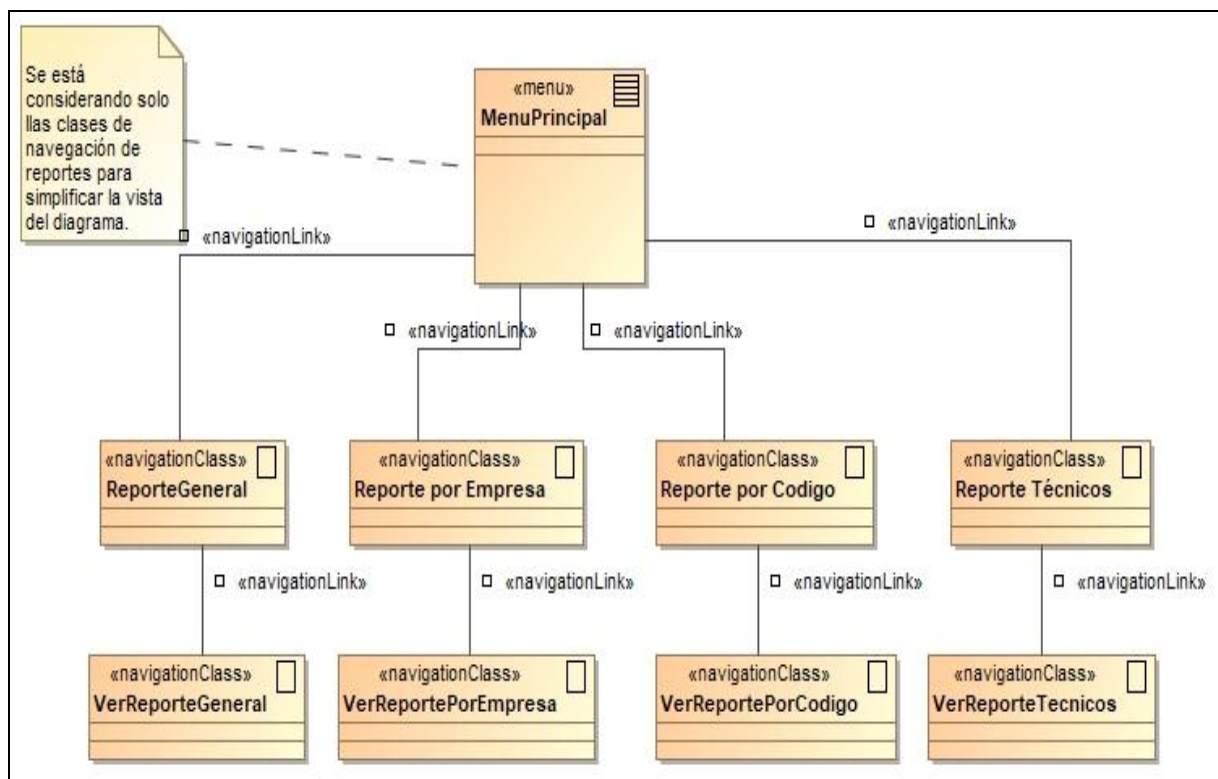 Se está
considerando solo
llas clases de
navegación de
reportes para
simplificar la vista
del diagrama.
«menu»
MenuPrincipal
«navigationLink»
«navigationLink»
«navigationLink»
«navigationLink»
«navigationClass»
ReporteGeneral
«navigationClass»
Reporte por Empresa
«navigationClass»
Reporte por Codigo
«navigationClass»
Reporte Técnicos
«navigationLink»
«navigationLink»
«navigationLink»
«navigationLink»
«navigationClass»
VerReporteGeneral
«navigationClass»
VerReportePorEmpresa
«navigationClass»
VerReportePorCodigo
«navigationClass»
VerReporteTecnicos